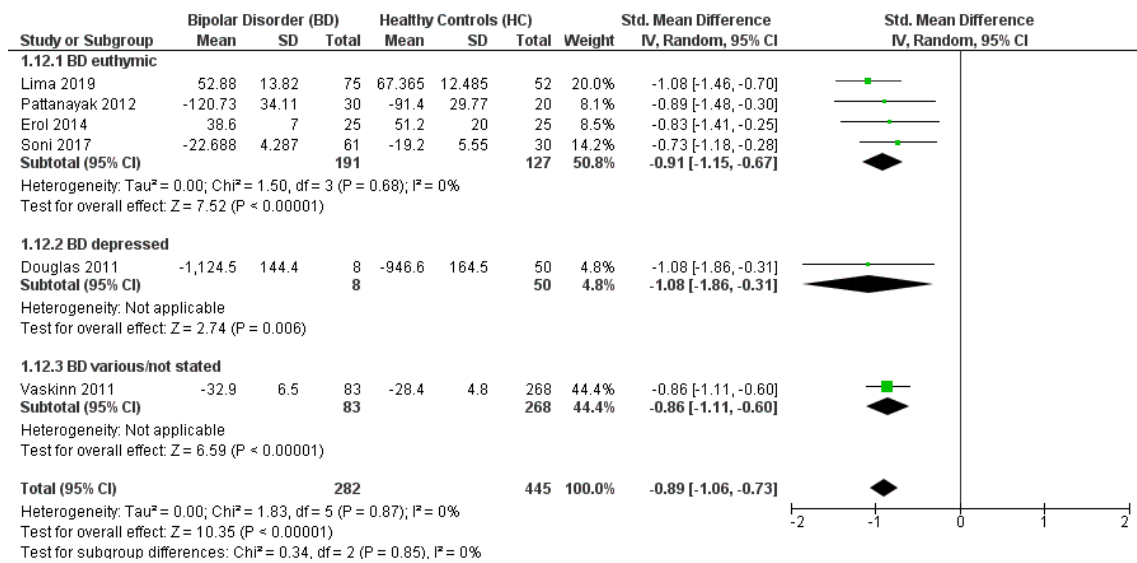 Bipolar Disorder (BD) Healthy Controls (HC) Std. Mean Difference Std. Mean Difference
Study or Subgroup Mean SD Total Mean SD Total Weight IV, Random, 95% CI IV, Random, 95% CI
1.12.1 BD euthymic
Lima 2019 52.88 13.82 75 67.365 12.485 52 20.0% -1.08 [-1.46, -0.70]
Pattanayak 2012 -120.73 34.11 30 -91.4 29.77 20 8.1% -0.89 [-1.48, -0.30]
Erol 2014 38.6 7 25 51.2 20 25 8.5% -0.83 [-1.41, -0.25]
Soni 2017 -22.688 4.287 61 -19.2 5.55 30 14.2% -0.73 [-1.18, -0.28]
Subtotal (95% CI) 191 127 50.8% -0.91 [-1.15, -0.67]
Heterogeneity: Tau² = 0.00; Chi² = 1.50, df = 3 (P = 0.68); I² = 0%
Test for overall effect: Z = 7.52 (P < 0.00001)
1.12.2 BD depressed
Douglas 2011 -1,124.5 144.4 8 -946.6 164.5 50 4.8% -1.08 [-1.86, -0.31]
Subtotal (95% CI) 8 50 4.8% -1.08 [-1.86, -0.31]
Heterogeneity: Not applicable
Test for overall effect: Z = 2.74 (P = 0.006)
1.12.3 BD various/not stated
Vaskinn 2011 -32.9 6.5 83 -28.4 4.8 268 44.4% -0.86 [-1.11, -0.60]
Subtotal (95% CI) 83 268 44.4% -0.86 [-1.11, -0.60]
Heterogeneity: Not applicable
Test for overall effect: Z = 6.59 (P < 0.00001)
Total (95% CI) 282 445 100.0% -0.89 [-1.06, -0.73]
Heterogeneity: Tau² = 0.00; Chi² = 1.83, df = 5 (P = 0.87); I² = 0%
Test for overall effect: Z = 10.35 (P < 0.00001)
Test for subgroup differences: Chi² = 0.34, df = 2 (P = 0.85), I² = 0%
-2 -1 0 1 2